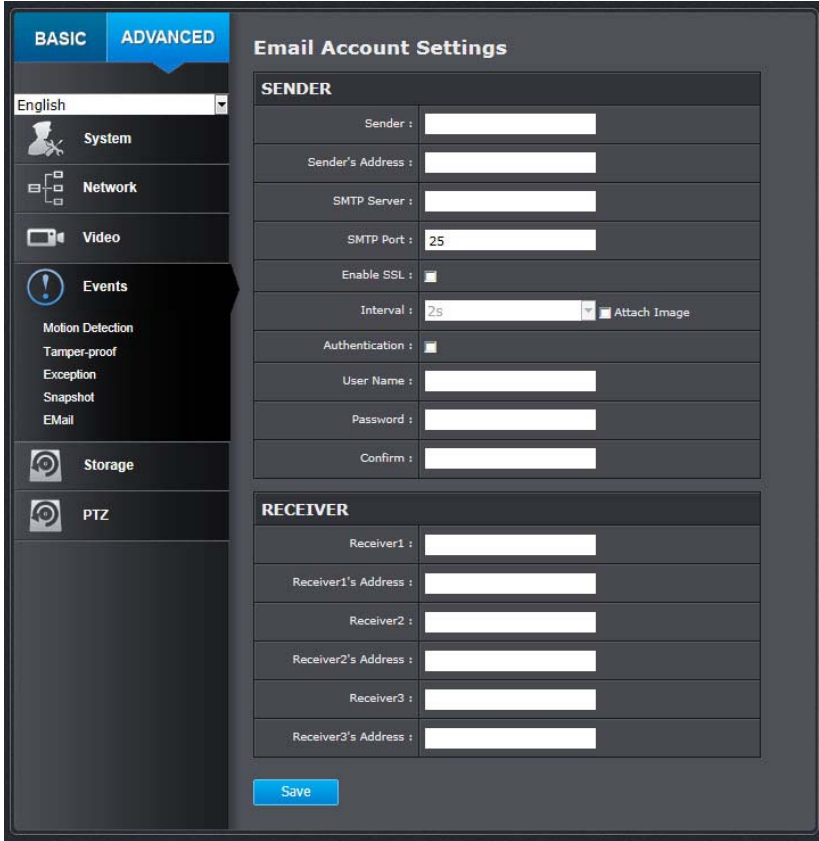 BASIC
ADVANCED
English
System
Network
Video
Events
Motion Detection
Tamper-proof
Exception
Snapshot
EMail
Storage
PTZ
Email Account Settings
SENDER
Sender :
Sender's Address :
SMTP Server :
SMTP Port : 25
Enable SSL :
Interval : 2s Attach Image
Authentication :
User Name :
Password :
Confirm :
RECEIVER
Receiver1 :
Receiver1's Address :
Receiver2 :
Receiver2's Address :
Receiver3 :
Receiver3's Address :
Save